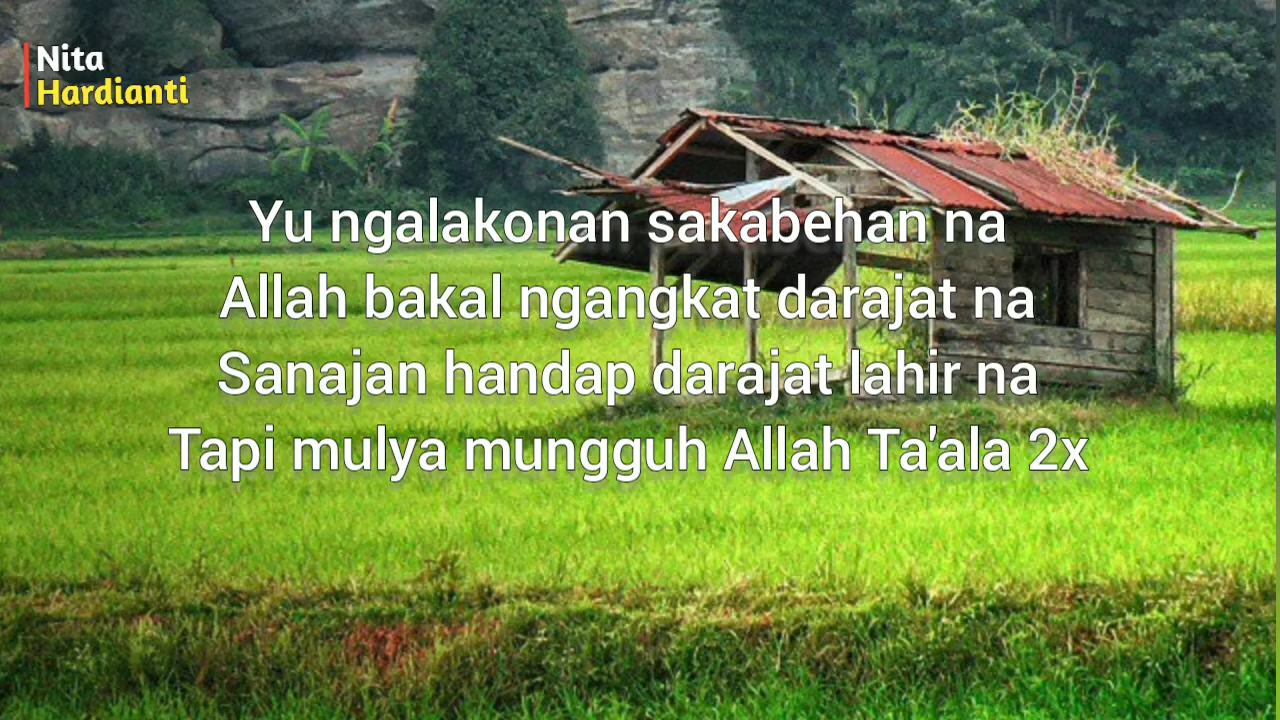 Nita
Hardianti
Yu ngalakonan sakabehan na
Allah bakal ngangkat darajat na
Sanajan handap darajat lahir na
Tapi mulya mungguh Allah Ta'ala 2x